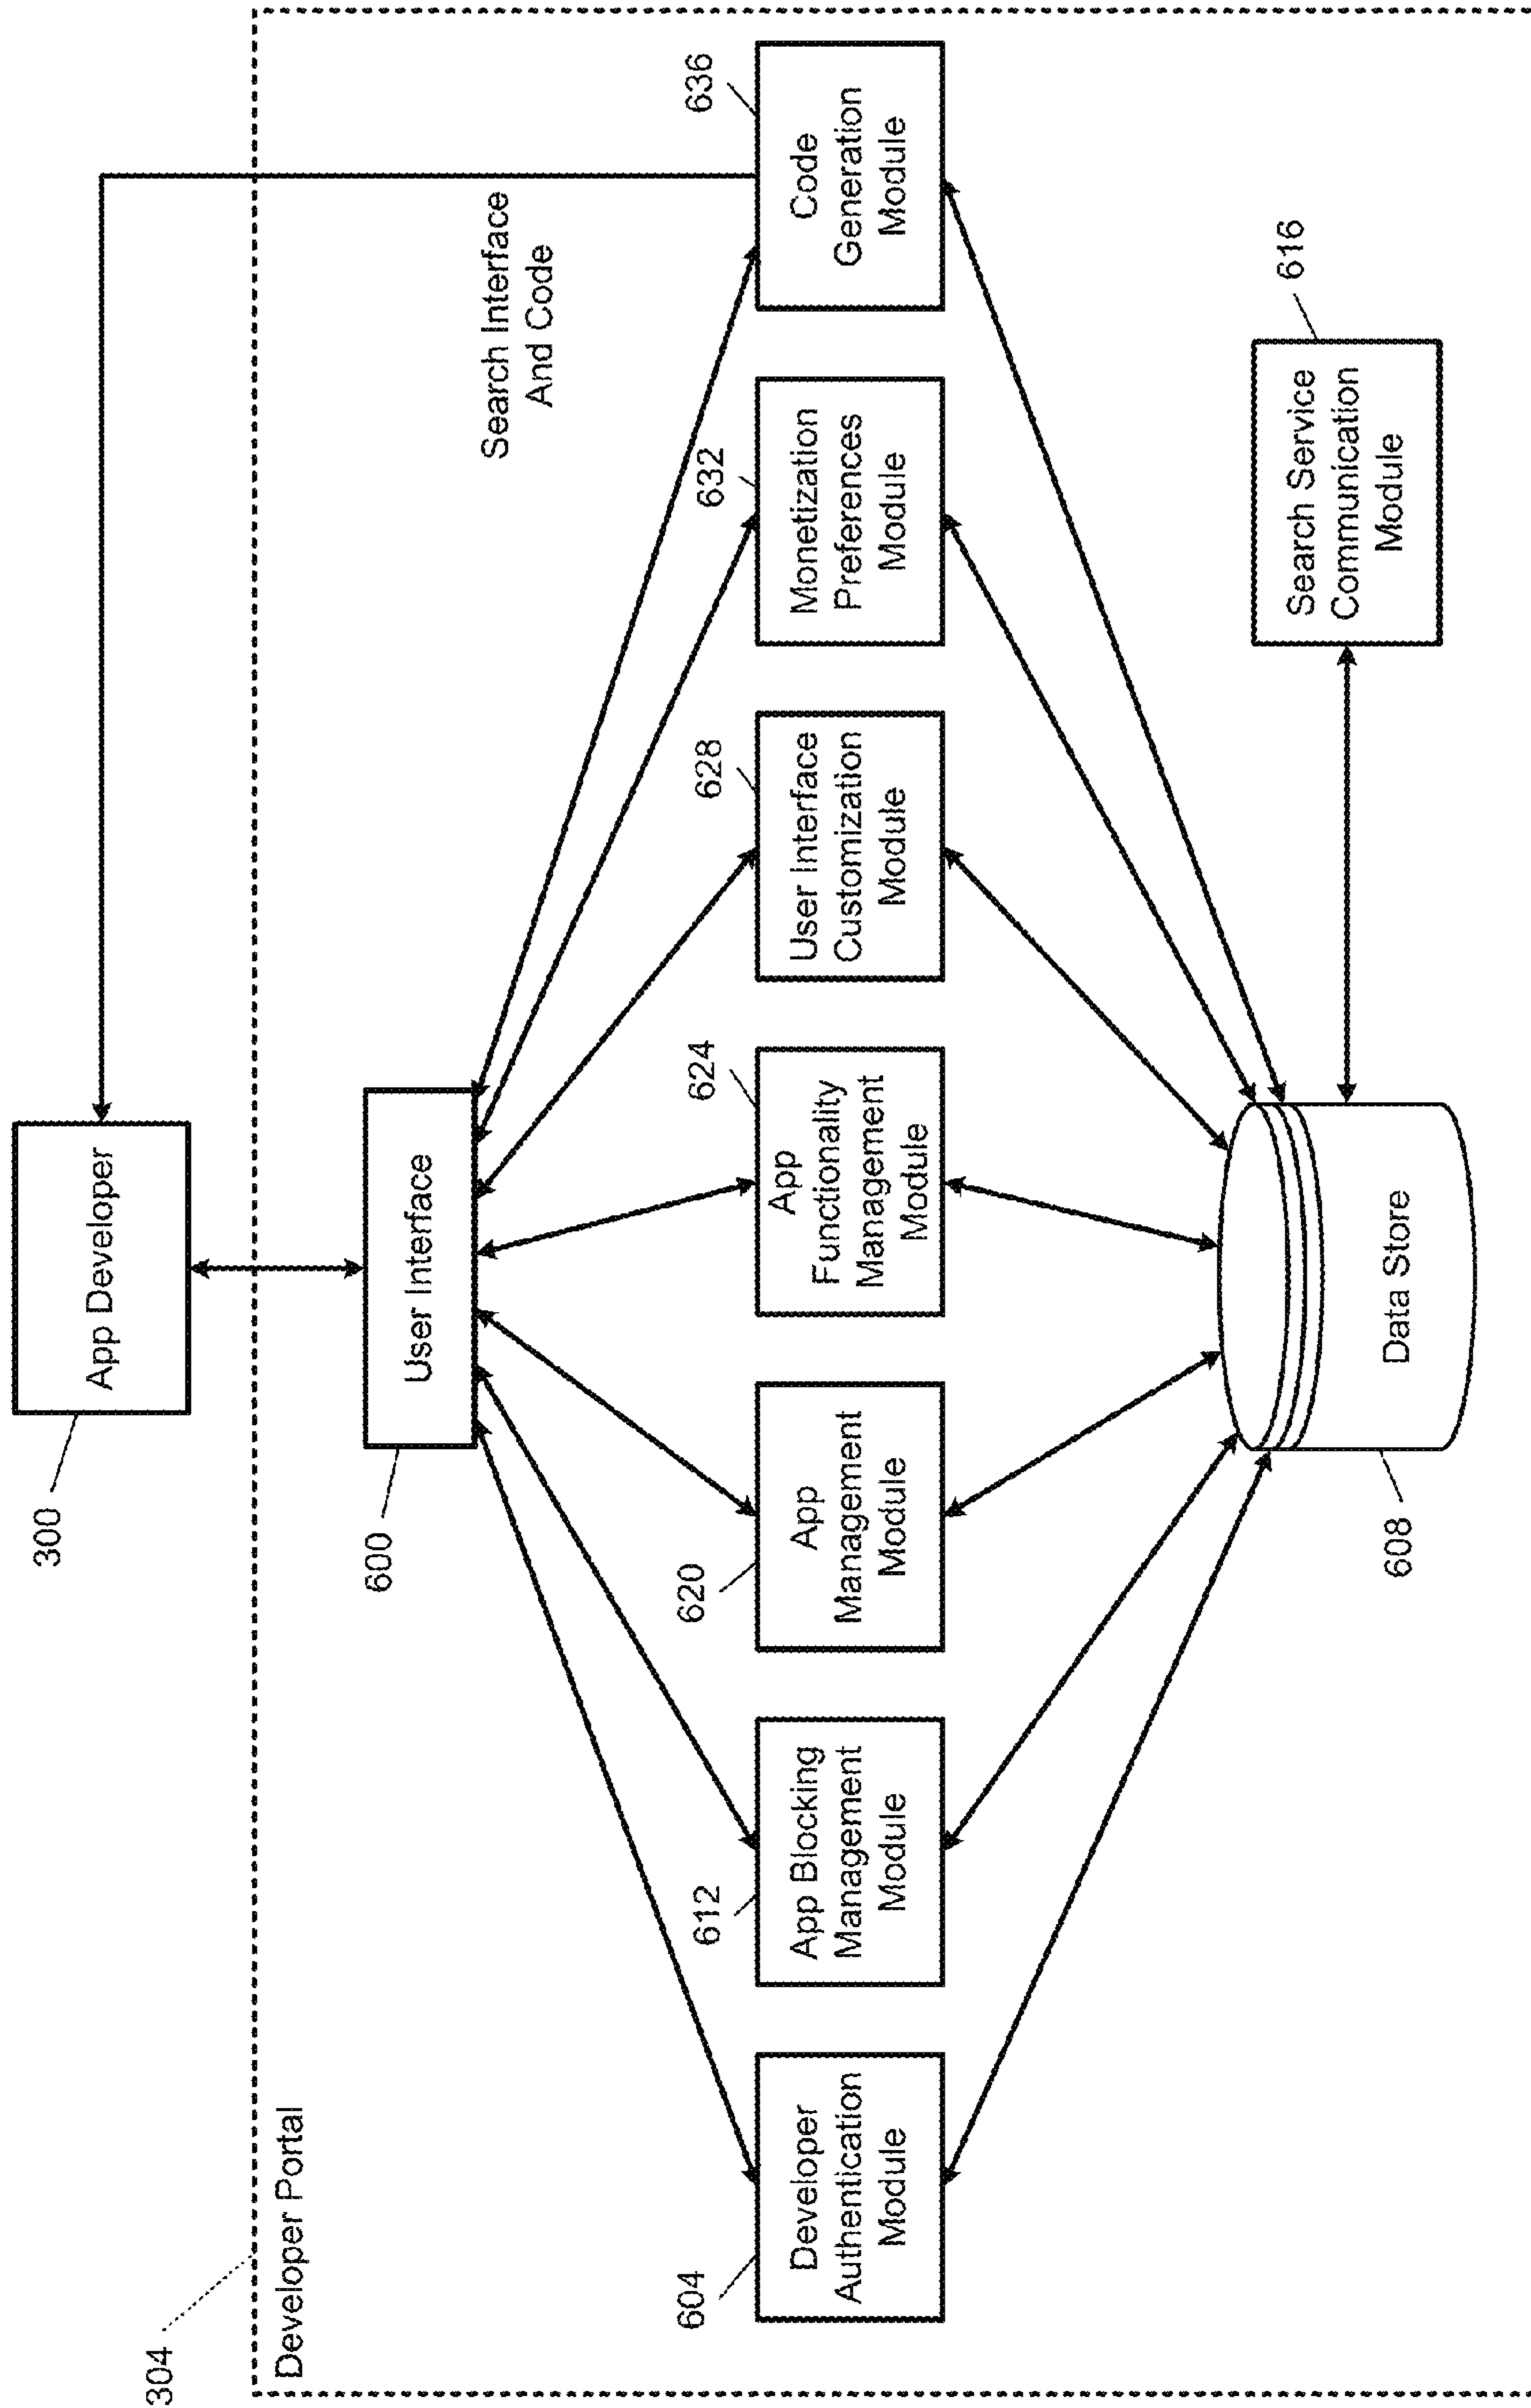 304
Developer Portal
300
App Developer
600
User Interface
Search Interface
And Code
604
Developer
Authentication
Module
612
App Blocking
Management
Module
620
App
Management
Module
624
App
Functionality
Management
Module
628
User Interface
Customization
Module
632
Monetization
Preferences
Module
636
Code
Generation
Module
608
Data Store
616
Search Service
Communication
Module